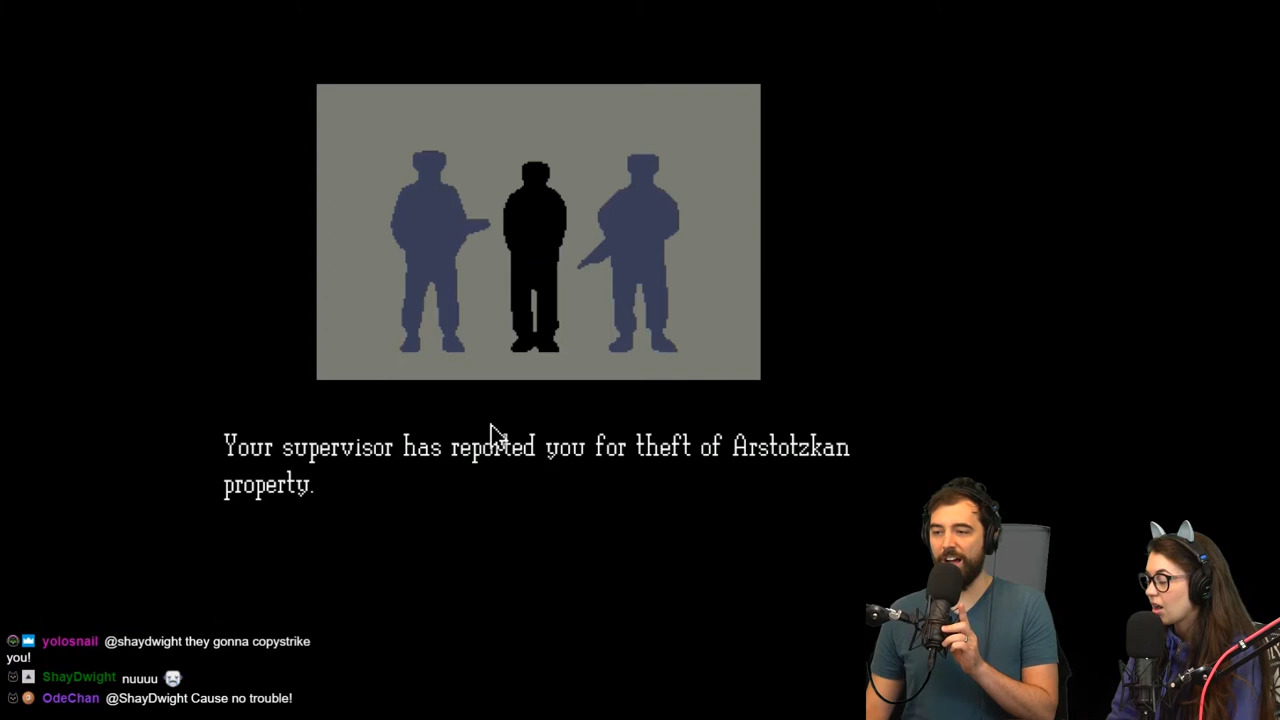 Your supervisor has reported you for theft of Arstotzkan
property.
yolosnail @shaydwight they gonna copystrike
you!
ShayDwight nuuuu
OdeChan @ShayDwight Cause no trouble!